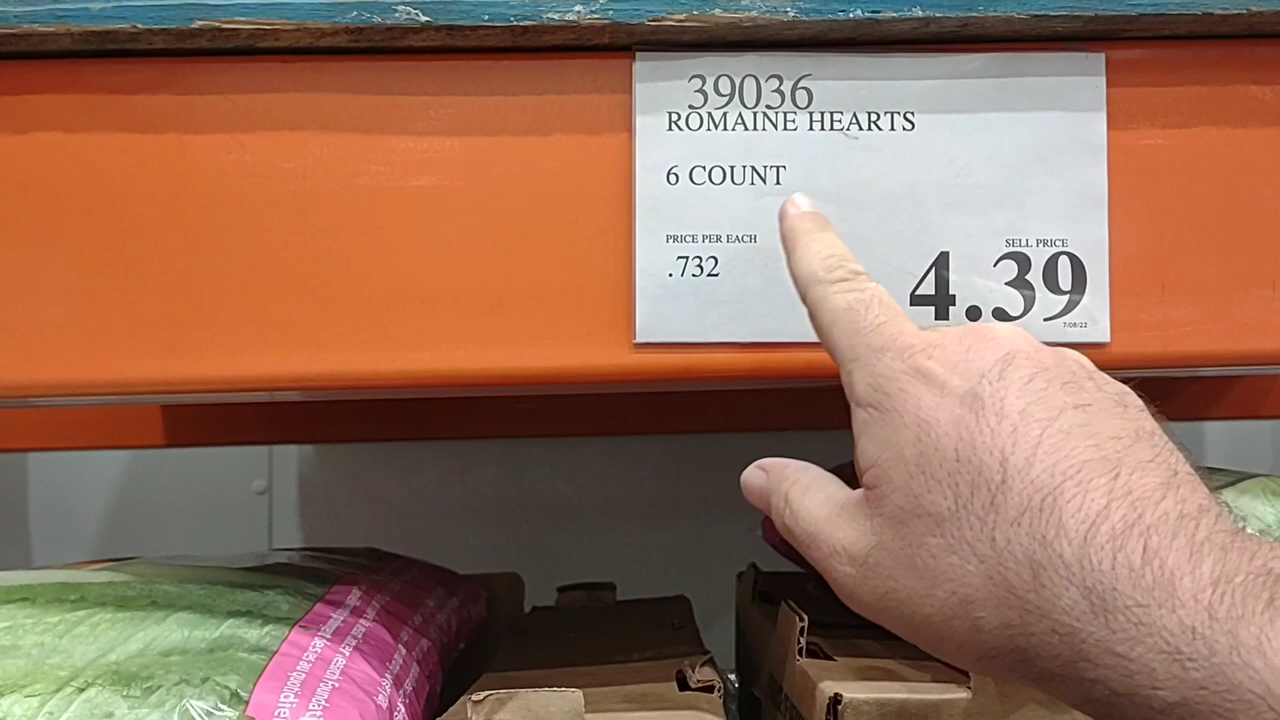 39036
ROMAINE HEARTS
6 COUNT
PRICE PER EACH
.732
SELL PRICE
4.39
7/08/22